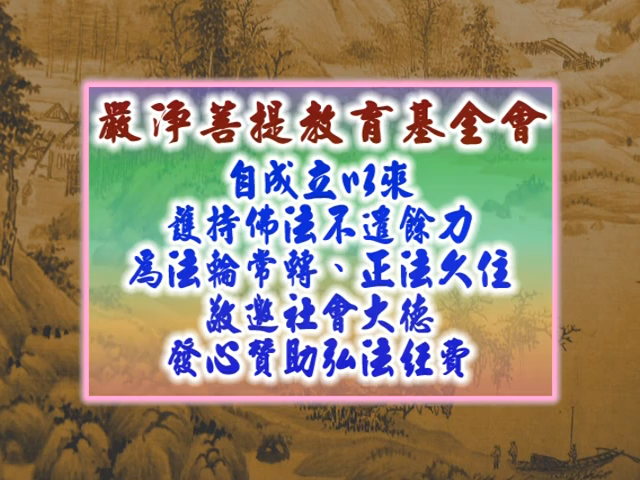 嚴淨菩提教育基金會
自成立以來
護持佛法不遺餘力
為法輪常轉、正法久住
敬邀社會大德
發心贊助弘法經費